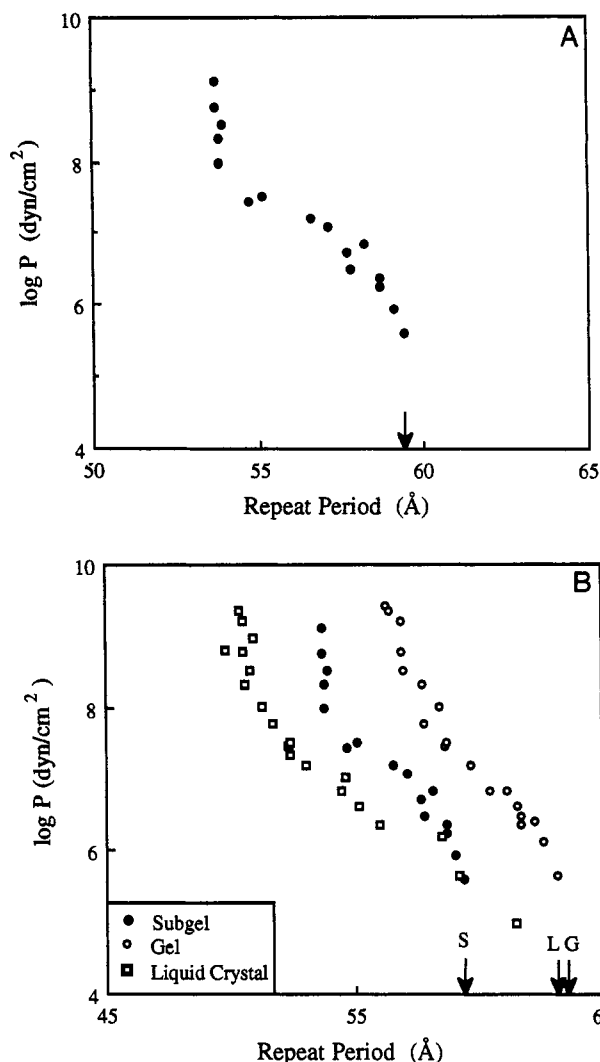 A
10
8
6
4
log P (dyn/cm²)
50 55 60 65
Repeat Period (Å)
B
10
8
6
4
log P (dyn/cm²)
Subgel
Gel
Liquid Crystal
S L G
45 55 6
Repeat Period (Å)